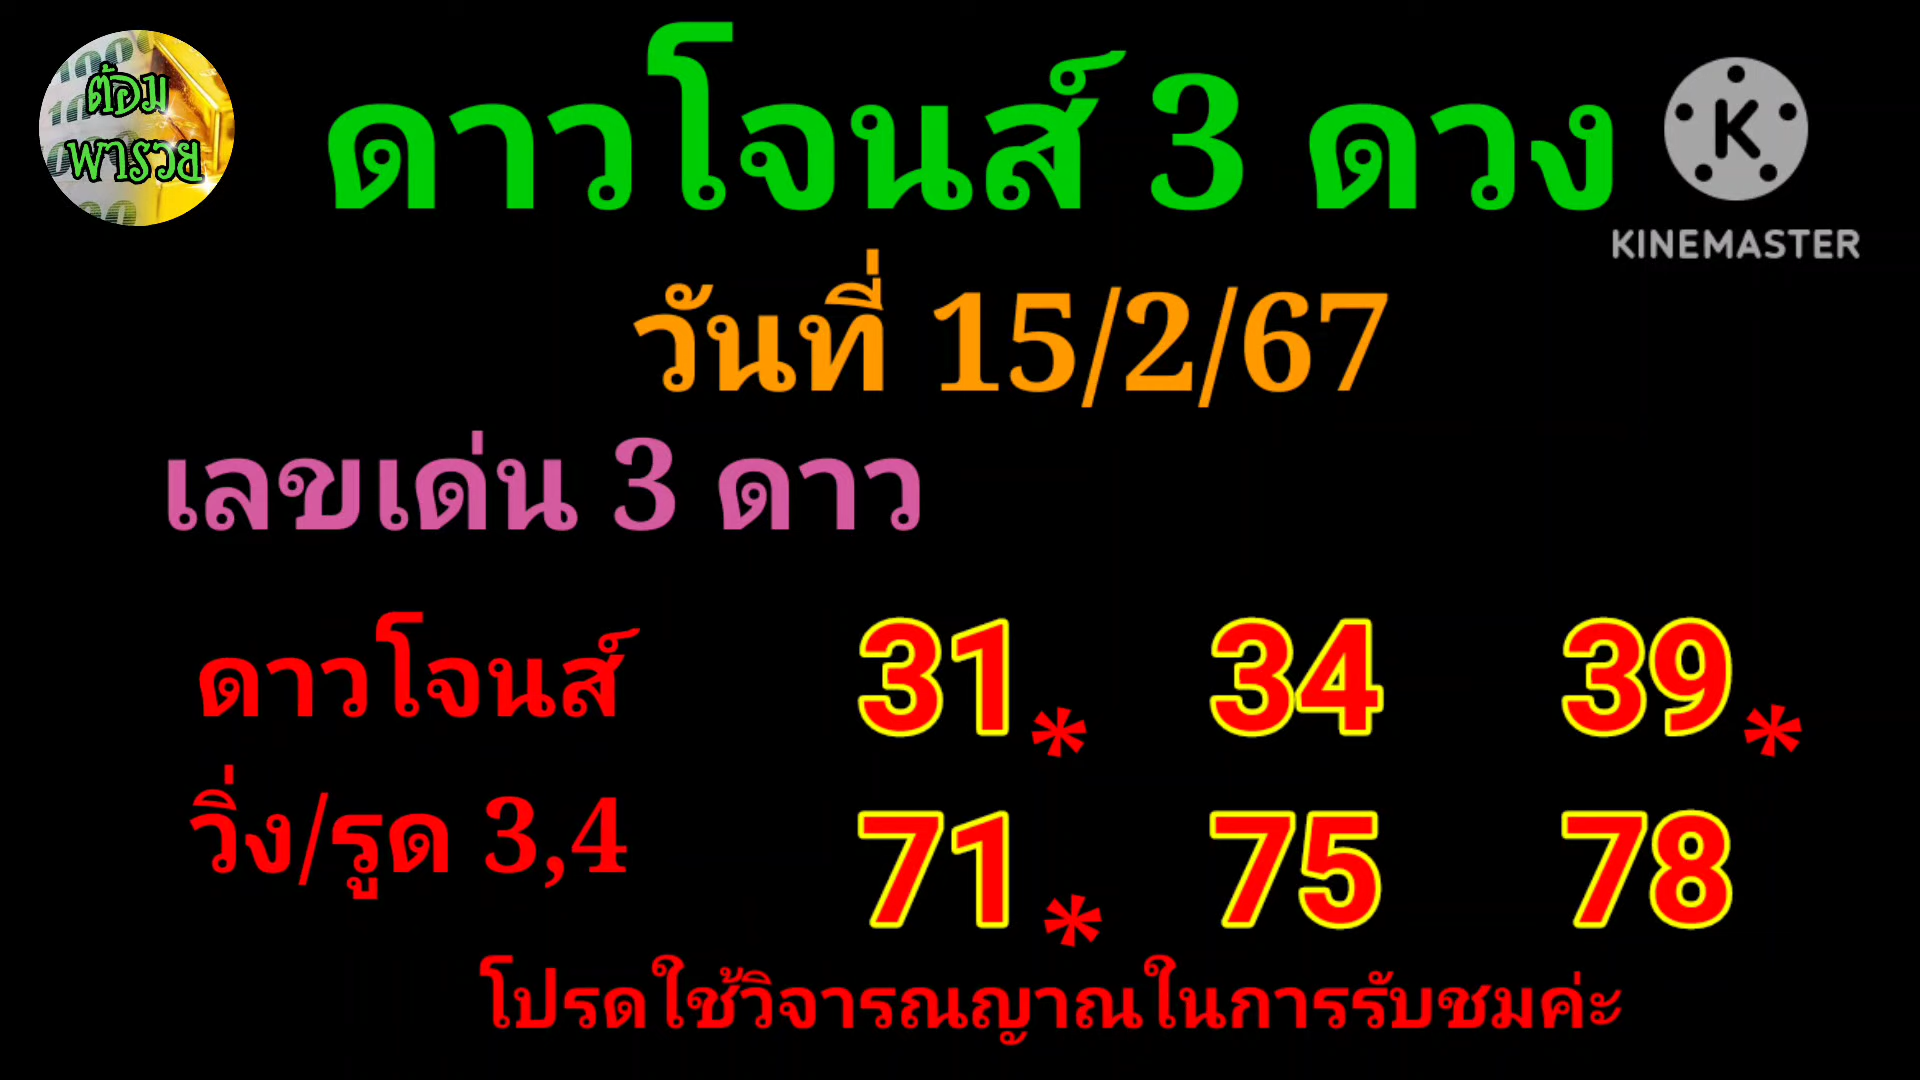 ต้อม
พารวย
ดาวโจนส์ 3 ดวง
KINEMASTER
วันที่ 15/2/67
เลขเด่น 3 ดาว
ดาวโจนส์ 31* 34 39*
วิ่ง/รูด 3,4 71* 75 78
โปรดใช้วิจารณญาณในการรับชมค่ะ